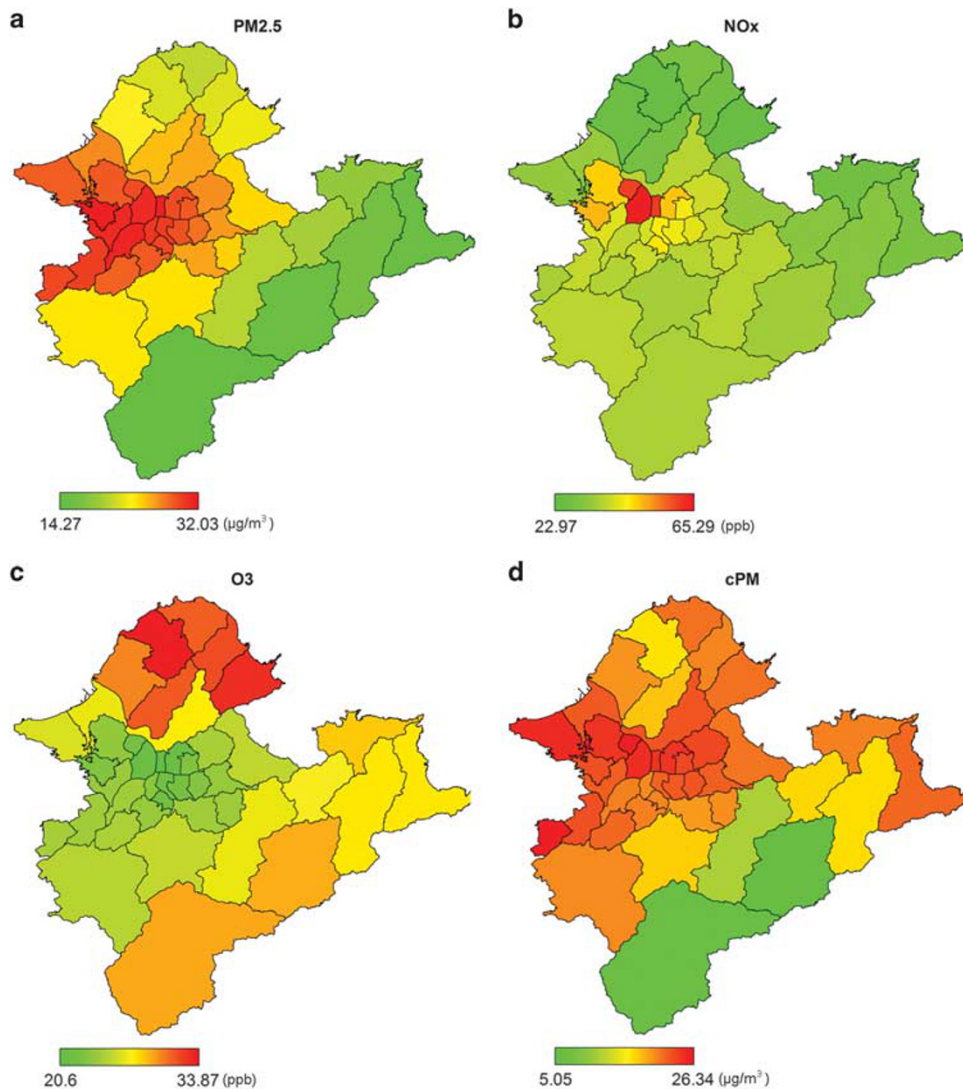 a
PM2.5
14.27 32.03 (µg/m³)
b
NOx
22.97 65.29 (ppb)
c
O3
20.6 33.87 (ppb)
d
cPM
5.05 26.34 (µg/m³)